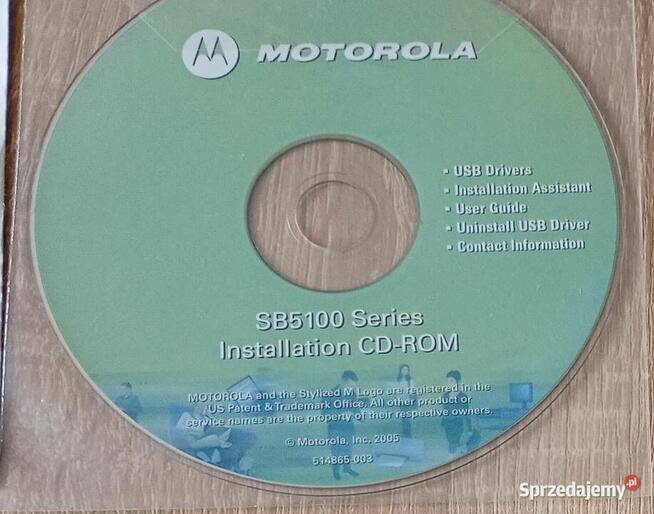 MOTOROLA
▪ USB Drivers
▪ Installation Assistant
▪ User Guide
▪ Uninstall USB Driver
▪ Contact Information
SB5100 Series
Installation CD-ROM
MOTOROLA and the Stylized M Logo are registered in the
US Patent & Trademark Office. All other product or
service names are the property of their respective owners.
© Motorola, Inc. 2005
514865-003
Sprzedajemy.pl